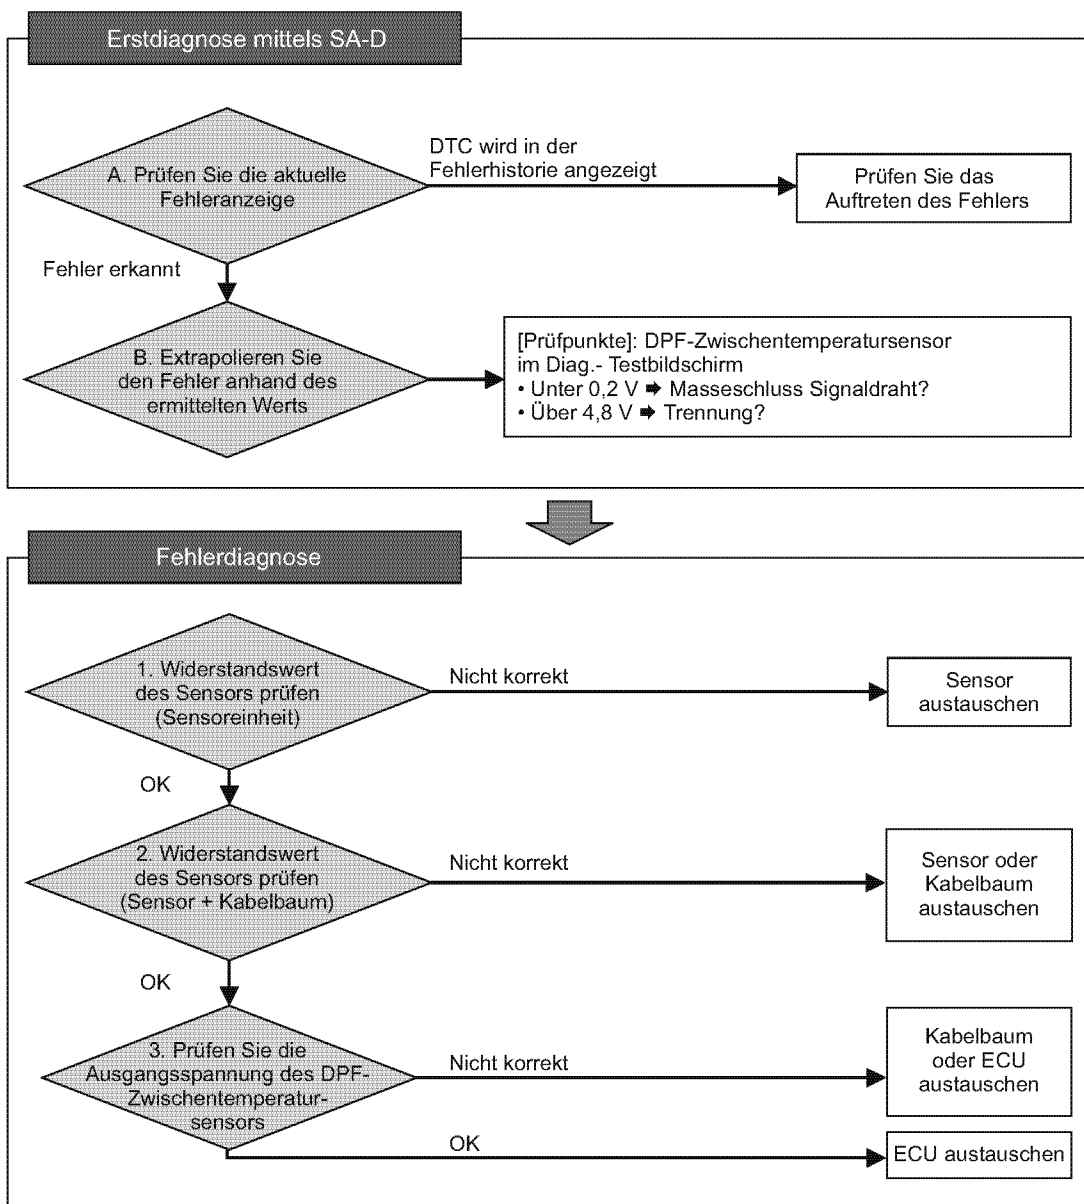 Erstdiagnose mittels SA-D
A. Prüfen Sie die aktuelle
Fehleranzeige
DTC wird in der
Fehlerhistorie angezeigt
Prüfen Sie das
Auftreten des Fehlers
Fehler erkannt
B. Extrapolieren Sie
den Fehler anhand des
ermittelten Werts
[Prüfpunkte]: DPF-Zwischentemperatursensor
im Diag.- Testbildschirm
• Unter 0,2 V ➡ Masseschluss Signaldraht?
• Über 4,8 V ➡ Trennung?
Fehlerdiagnose
1. Widerstandswert
des Sensors prüfen
(Sensoreinheit)
Nicht korrekt
Sensor
austauschen
OK
2. Widerstandswert
des Sensors prüfen
(Sensor + Kabelbaum)
Nicht korrekt
Sensor oder
Kabelbaum
austauschen
OK
3. Prüfen Sie die
Ausgangsspannung des DPF-
Zwischentemperatur-
sensors
Nicht korrekt
Kabelbaum
oder ECU
austauschen
OK
ECU austauschen